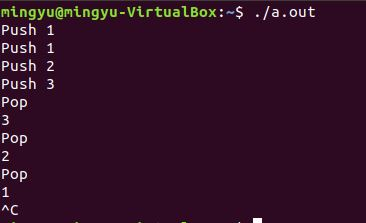 mingyu@mingyu-VirtualBox:~$ ./a.out
Push 1
Push 1
Push 2
Push 3
Pop
3
Pop
2
Pop
1
^C